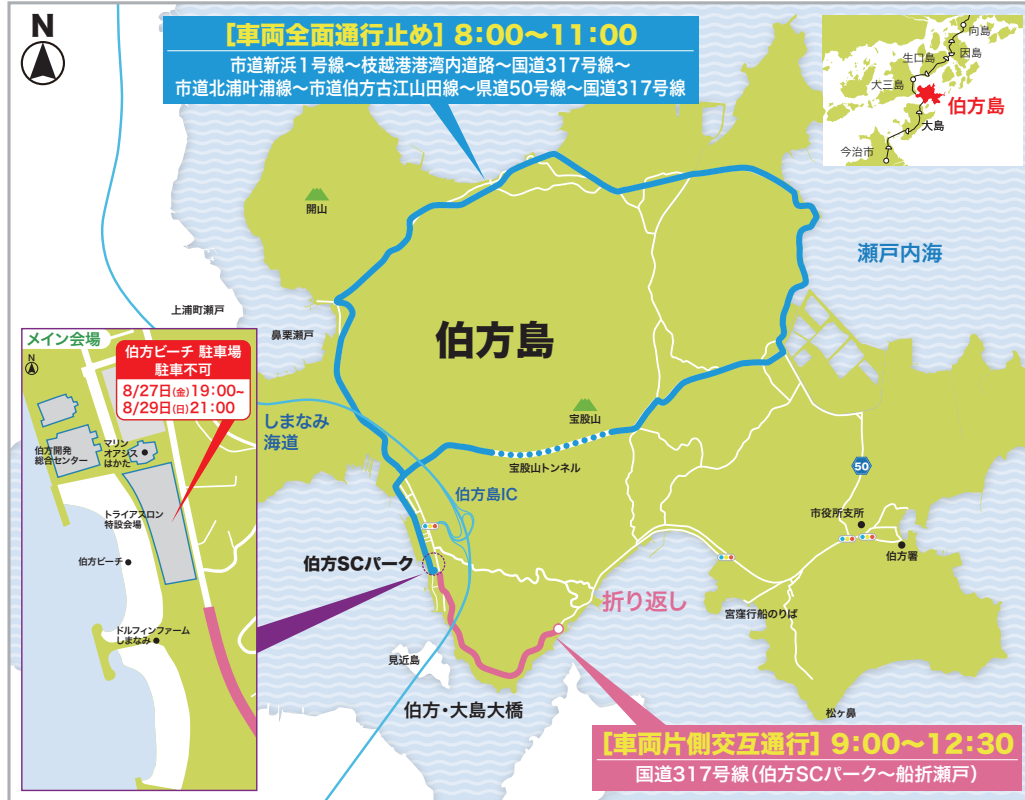 N
[車両全面通行止め] 8:00〜11:00
市道新浜1号線〜枝越港港湾内道路〜国道317号線〜
市道北浦叶浦線〜市道伯方古江山田線〜県道50号線〜国道317号線
向島
因島
生口島
大三島
伯方島
大島
今治市
開山
瀬戸内海
上浦町瀬戸
鼻栗瀬戸
伯方島
メイン会場
N
伯方ビーチ 駐車場
駐車不可
8/27日(金)19:00~
8/29日(日)21:00
伯方開発
総合センター
マリン
オアシス
はかた
トライアスロン
特設会場
伯方ビーチ
ドルフィンファーム
しまなみ
しまなみ
海道
宝股山
宝股山トンネル
伯方島IC
50
市役所支所
伯方署
伯方SCパーク
折り返し
宮窪行船のりば
見近島
伯方・大島大橋
松ヶ鼻
[車両片側交互通行] 9:00〜12:30
国道317号線(伯方SCパーク〜船折瀬戸)